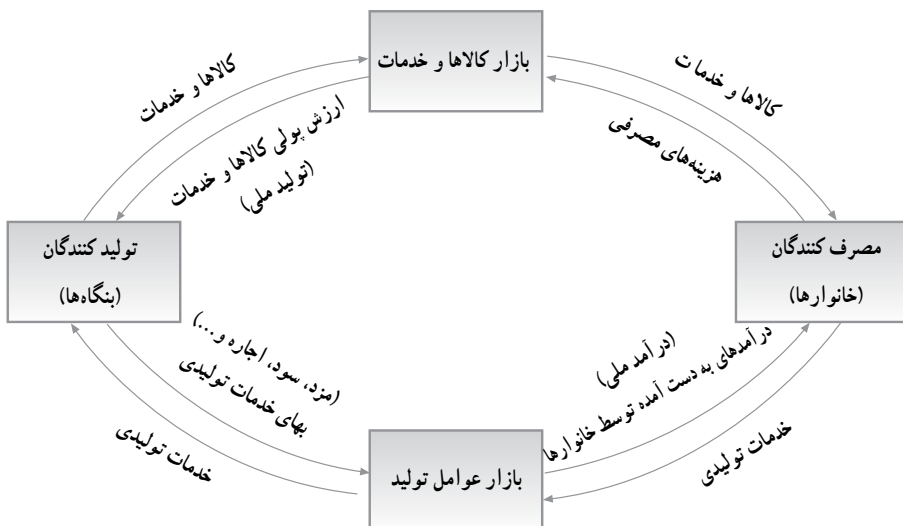 بازار کالاها و خدمات
کالاها و خدمات
کالاها و خدمات
هزینه‌های مصرفی
ارزش پولی کالاها و خدمات
(تولید ملی)
مصرف کنندگان
(خانوارها)
تولید کنندگان
(بنگاه‌ها)
(درآمد ملی)
درآمدهای به دست آمده توسط خانوارها
خدمات تولیدی
(مزد، سود، اجاره و...)
بهای خدمات تولیدی
خدمات تولیدی
بازار عوامل تولید